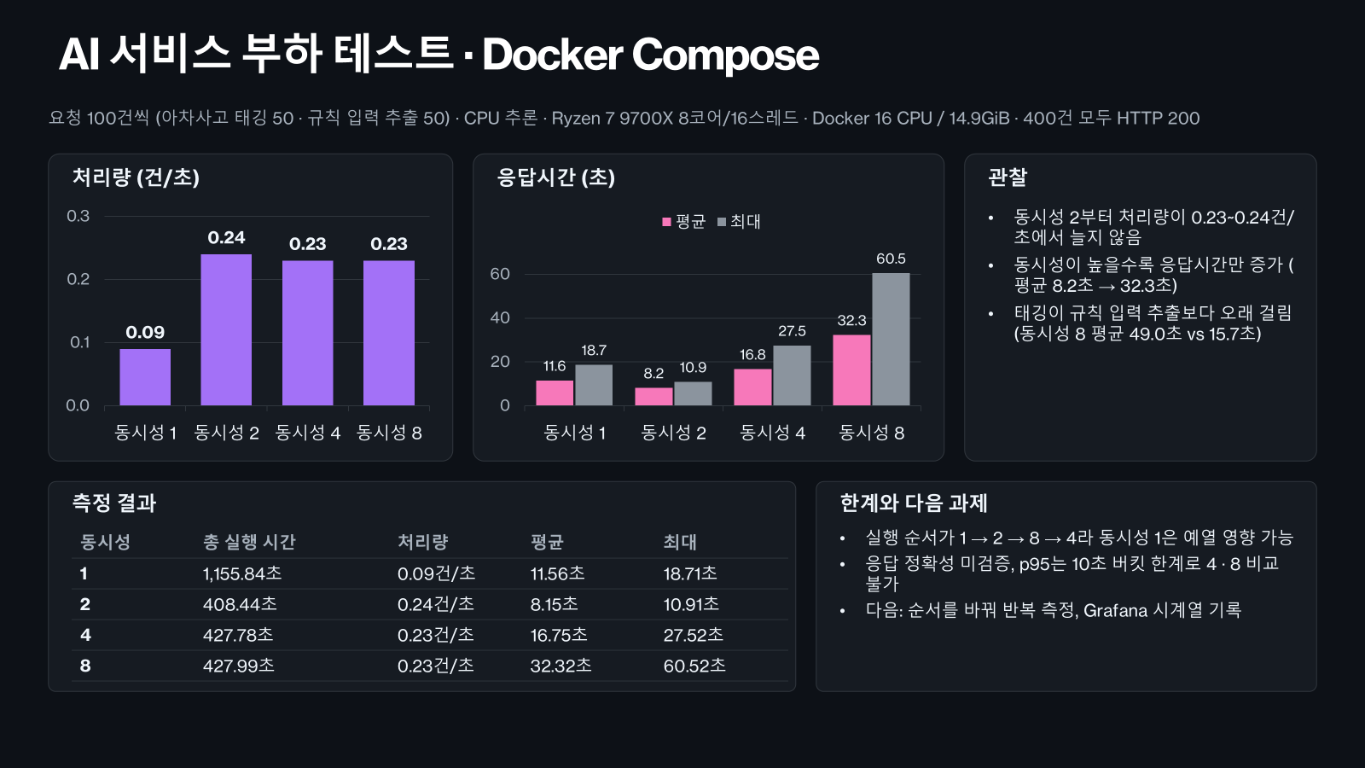 AI 서비스 부하 테스트 · Docker Compose
요청 100건씩 (아차사고 태깅 50 · 규칙 입력 추출 50) · CPU 추론 · Ryzen 7 9700X 8코어/16스레드 · Docker 16 CPU / 14.9GiB · 400건 모두 HTTP 200
처리량 (건/초)
0.3
0.2
0.1
0.0
0.09
0.24
0.23
0.23
동시성 1 동시성 2 동시성 4 동시성 8
응답시간 (초)
평균 최대
60
40
20
0
11.6 18.7
8.2 10.9
16.8 27.5
32.3 60.5
동시성 1 동시성 2 동시성 4 동시성 8
관찰
• 동시성 2부터 처리량이 0.23~0.24건/
초에서 늘지 않음
• 동시성이 높을수록 응답시간만 증가 (
평균 8.2초 → 32.3초)
• 태깅이 규칙 입력 추출보다 오래 걸림
(동시성 8 평균 49.0초 vs 15.7초)
측정 결과
동시성 총 실행 시간 처리량 평균 최대
1 1,155.84초 0.09건/초 11.56초 18.71초
2 408.44초 0.24건/초 8.15초 10.91초
4 427.78초 0.23건/초 16.75초 27.52초
8 427.99초 0.23건/초 32.32초 60.52초
한계와 다음 과제
• 실행 순서가 1 → 2 → 8 → 4라 동시성 1은 예열 영향 가능
• 응답 정확성 미검증, p95는 10초 버킷 한계로 4 · 8 비교
불가
• 다음: 순서를 바꿔 반복 측정, Grafana 시계열 기록